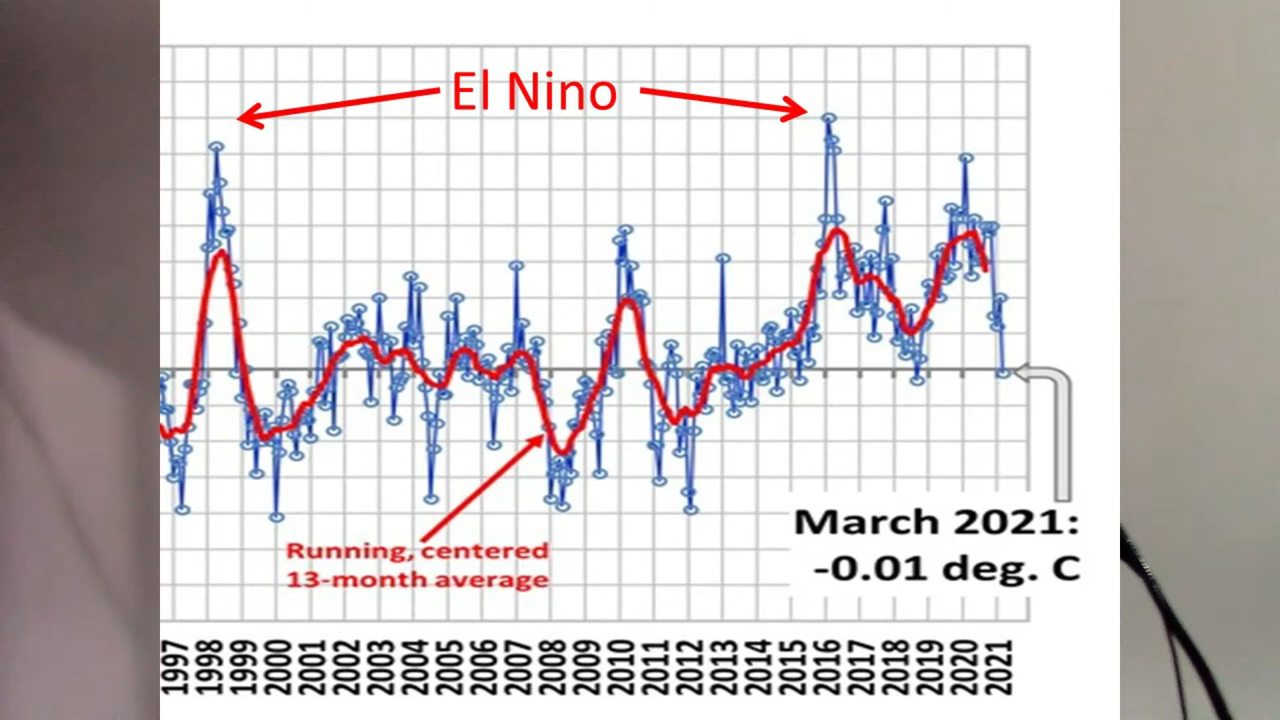 El Nino
Running, centered
13-month average
March 2021:
-0.01 deg. C
1997 1998 1999 2000 2001 2002 2003 2004 2005 2006 2007 2008 2009 2010 2011 2012 2013 2014 2015 2016 2017 2018 2019 2020 2021